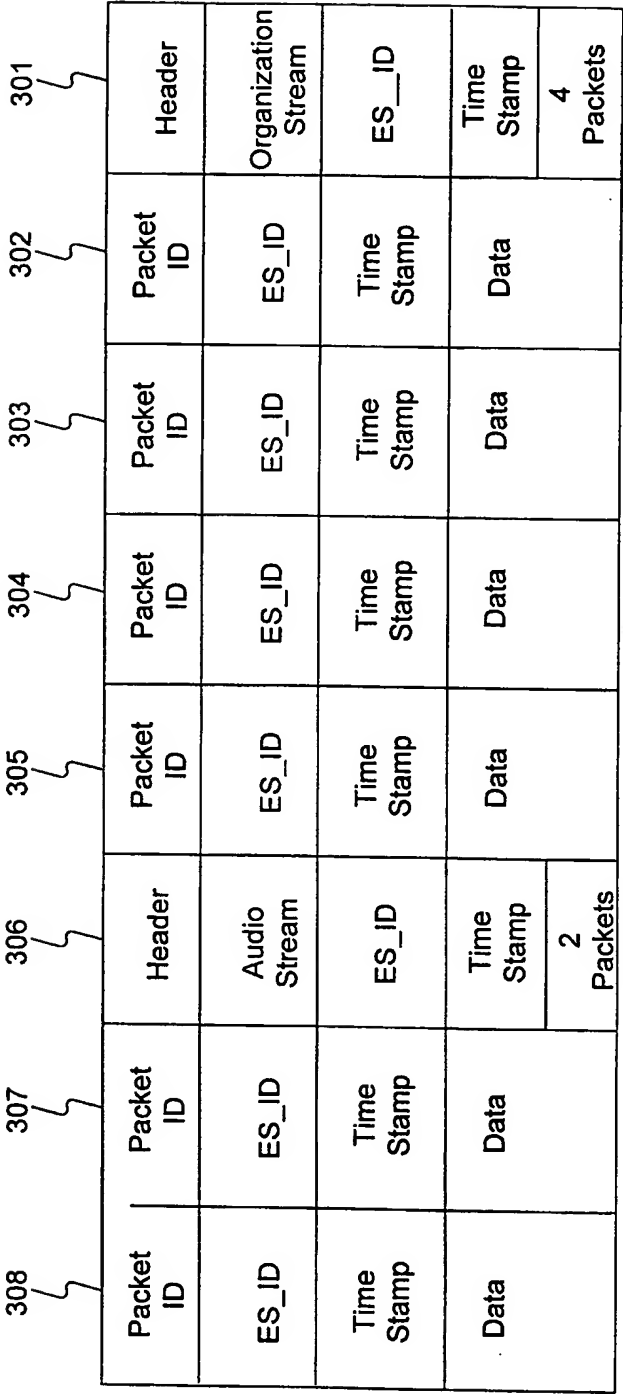 308 307 306 305 304 303 302 301
Packet ID
Packet ID
Header
Packet ID
Packet ID
Packet ID
Packet ID
Header
ES_ID
ES_ID
Audio
Stream
ES_ID
ES_ID
ES_ID
ES_ID
Organization
Stream
Time
Stamp
Time
Stamp
ES_ID
Time
Stamp
Time
Stamp
Time
Stamp
Time
Stamp
ES__ID
Data
Data
Time
Stamp
Data
Data
Data
Data
Time
Stamp
2
Packets
4
Packets